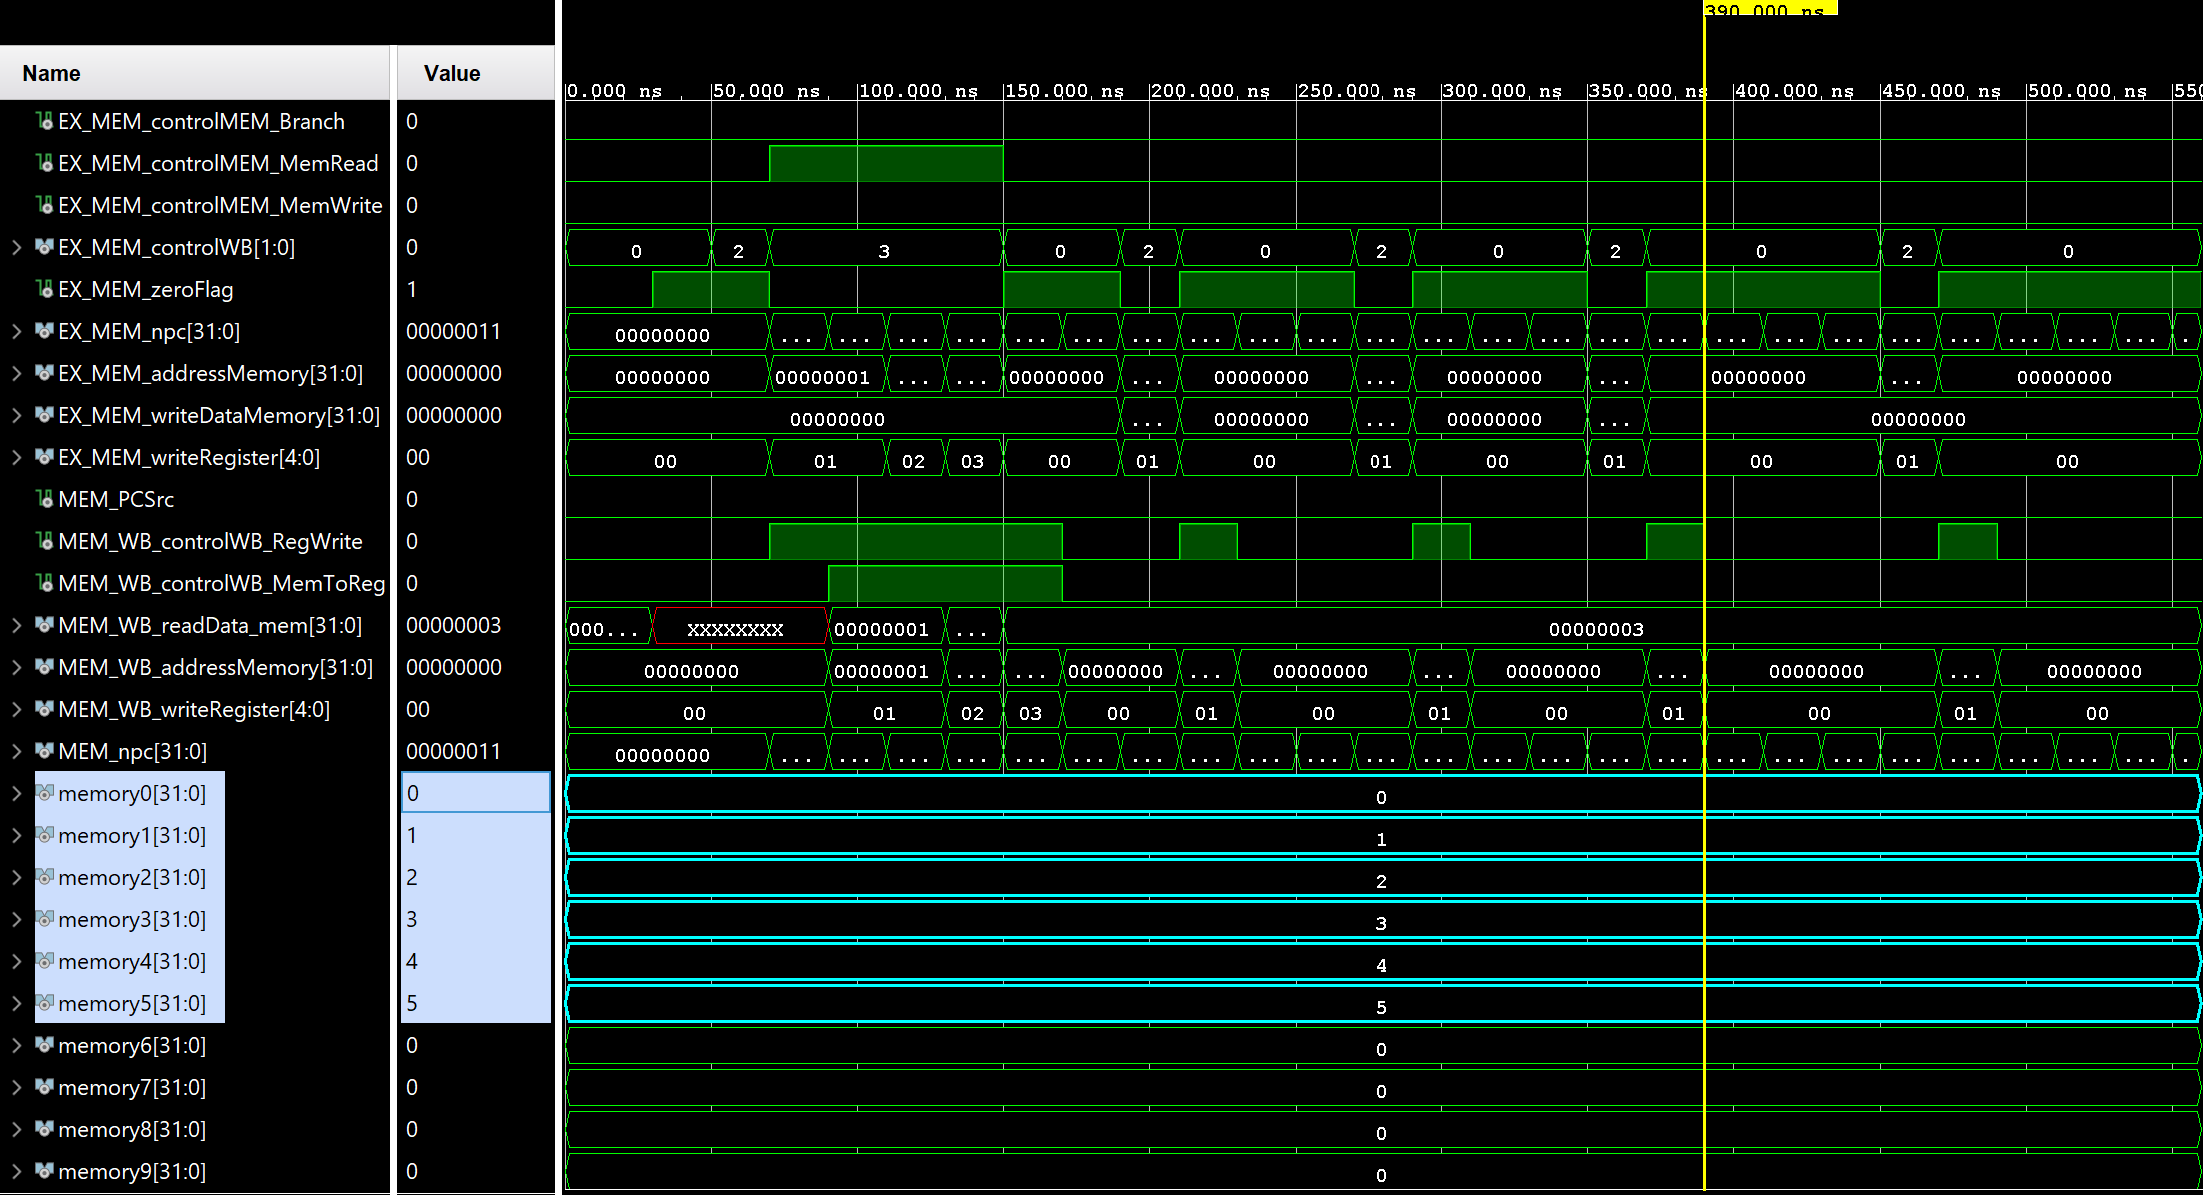 390.000 ns
Name Value
0.000 ns 50.000 ns 100.000 ns 150.000 ns 200.000 ns 250.000 ns 300.000 ns 350.000 ns 400.000 ns 450.000 ns 500.000 ns 550
EX_MEM_controlMEM_Branch 0
EX_MEM_controlMEM_MemRead 0
EX_MEM_controlMEM_MemWrite 0
EX_MEM_controlWB[1:0] 0 0 2 3 0 2 0 2 0 2 0 2 0
EX_MEM_zeroFlag 1
EX_MEM_npc[31:0] 00000011 00000000 ... ... ... ... ... ... ... ... ... ... ... ... ... ... ... ... ... ... ... ... ... ... ... ... .
EX_MEM_addressMemory[31:0] 00000000 00000000 00000001 ... ... 00000000 ... 00000000 ... 00000000 ... 00000000 ... 00000000
EX_MEM_writeDataMemory[31:0] 00000000 00000000 ... 00000000 ... 00000000 ... 00000000
EX_MEM_writeRegister[4:0] 00 00 01 02 03 00 01 00 01 00 01 00 01 00
MEM_PCSrc 0
MEM_WB_controlWB_RegWrite 0
MEM_WB_controlWB_MemToReg 0
MEM_WB_readData_mem[31:0] 00000003 000... XXXXXXXX 00000001 ... 00000003
MEM_WB_addressMemory[31:0] 00000000 00000000 00000001 ... ... 00000000 ... 00000000 ... 00000000 ... 00000000 ... 00000000
MEM_WB_writeRegister[4:0] 00 00 01 02 03 00 01 00 01 00 01 00 01 00
MEM_npc[31:0] 00000011 00000000 ... ... ... ... ... ... ... ... ... ... ... ... ... ... ... ... ... ... ... ... ... ... ... ... .
memory0[31:0] 0 0
memory1[31:0] 1 1
memory2[31:0] 2 2
memory3[31:0] 3 3
memory4[31:0] 4 4
memory5[31:0] 5 5
memory6[31:0] 0 0
memory7[31:0] 0 0
memory8[31:0] 0 0
memory9[31:0] 0 0